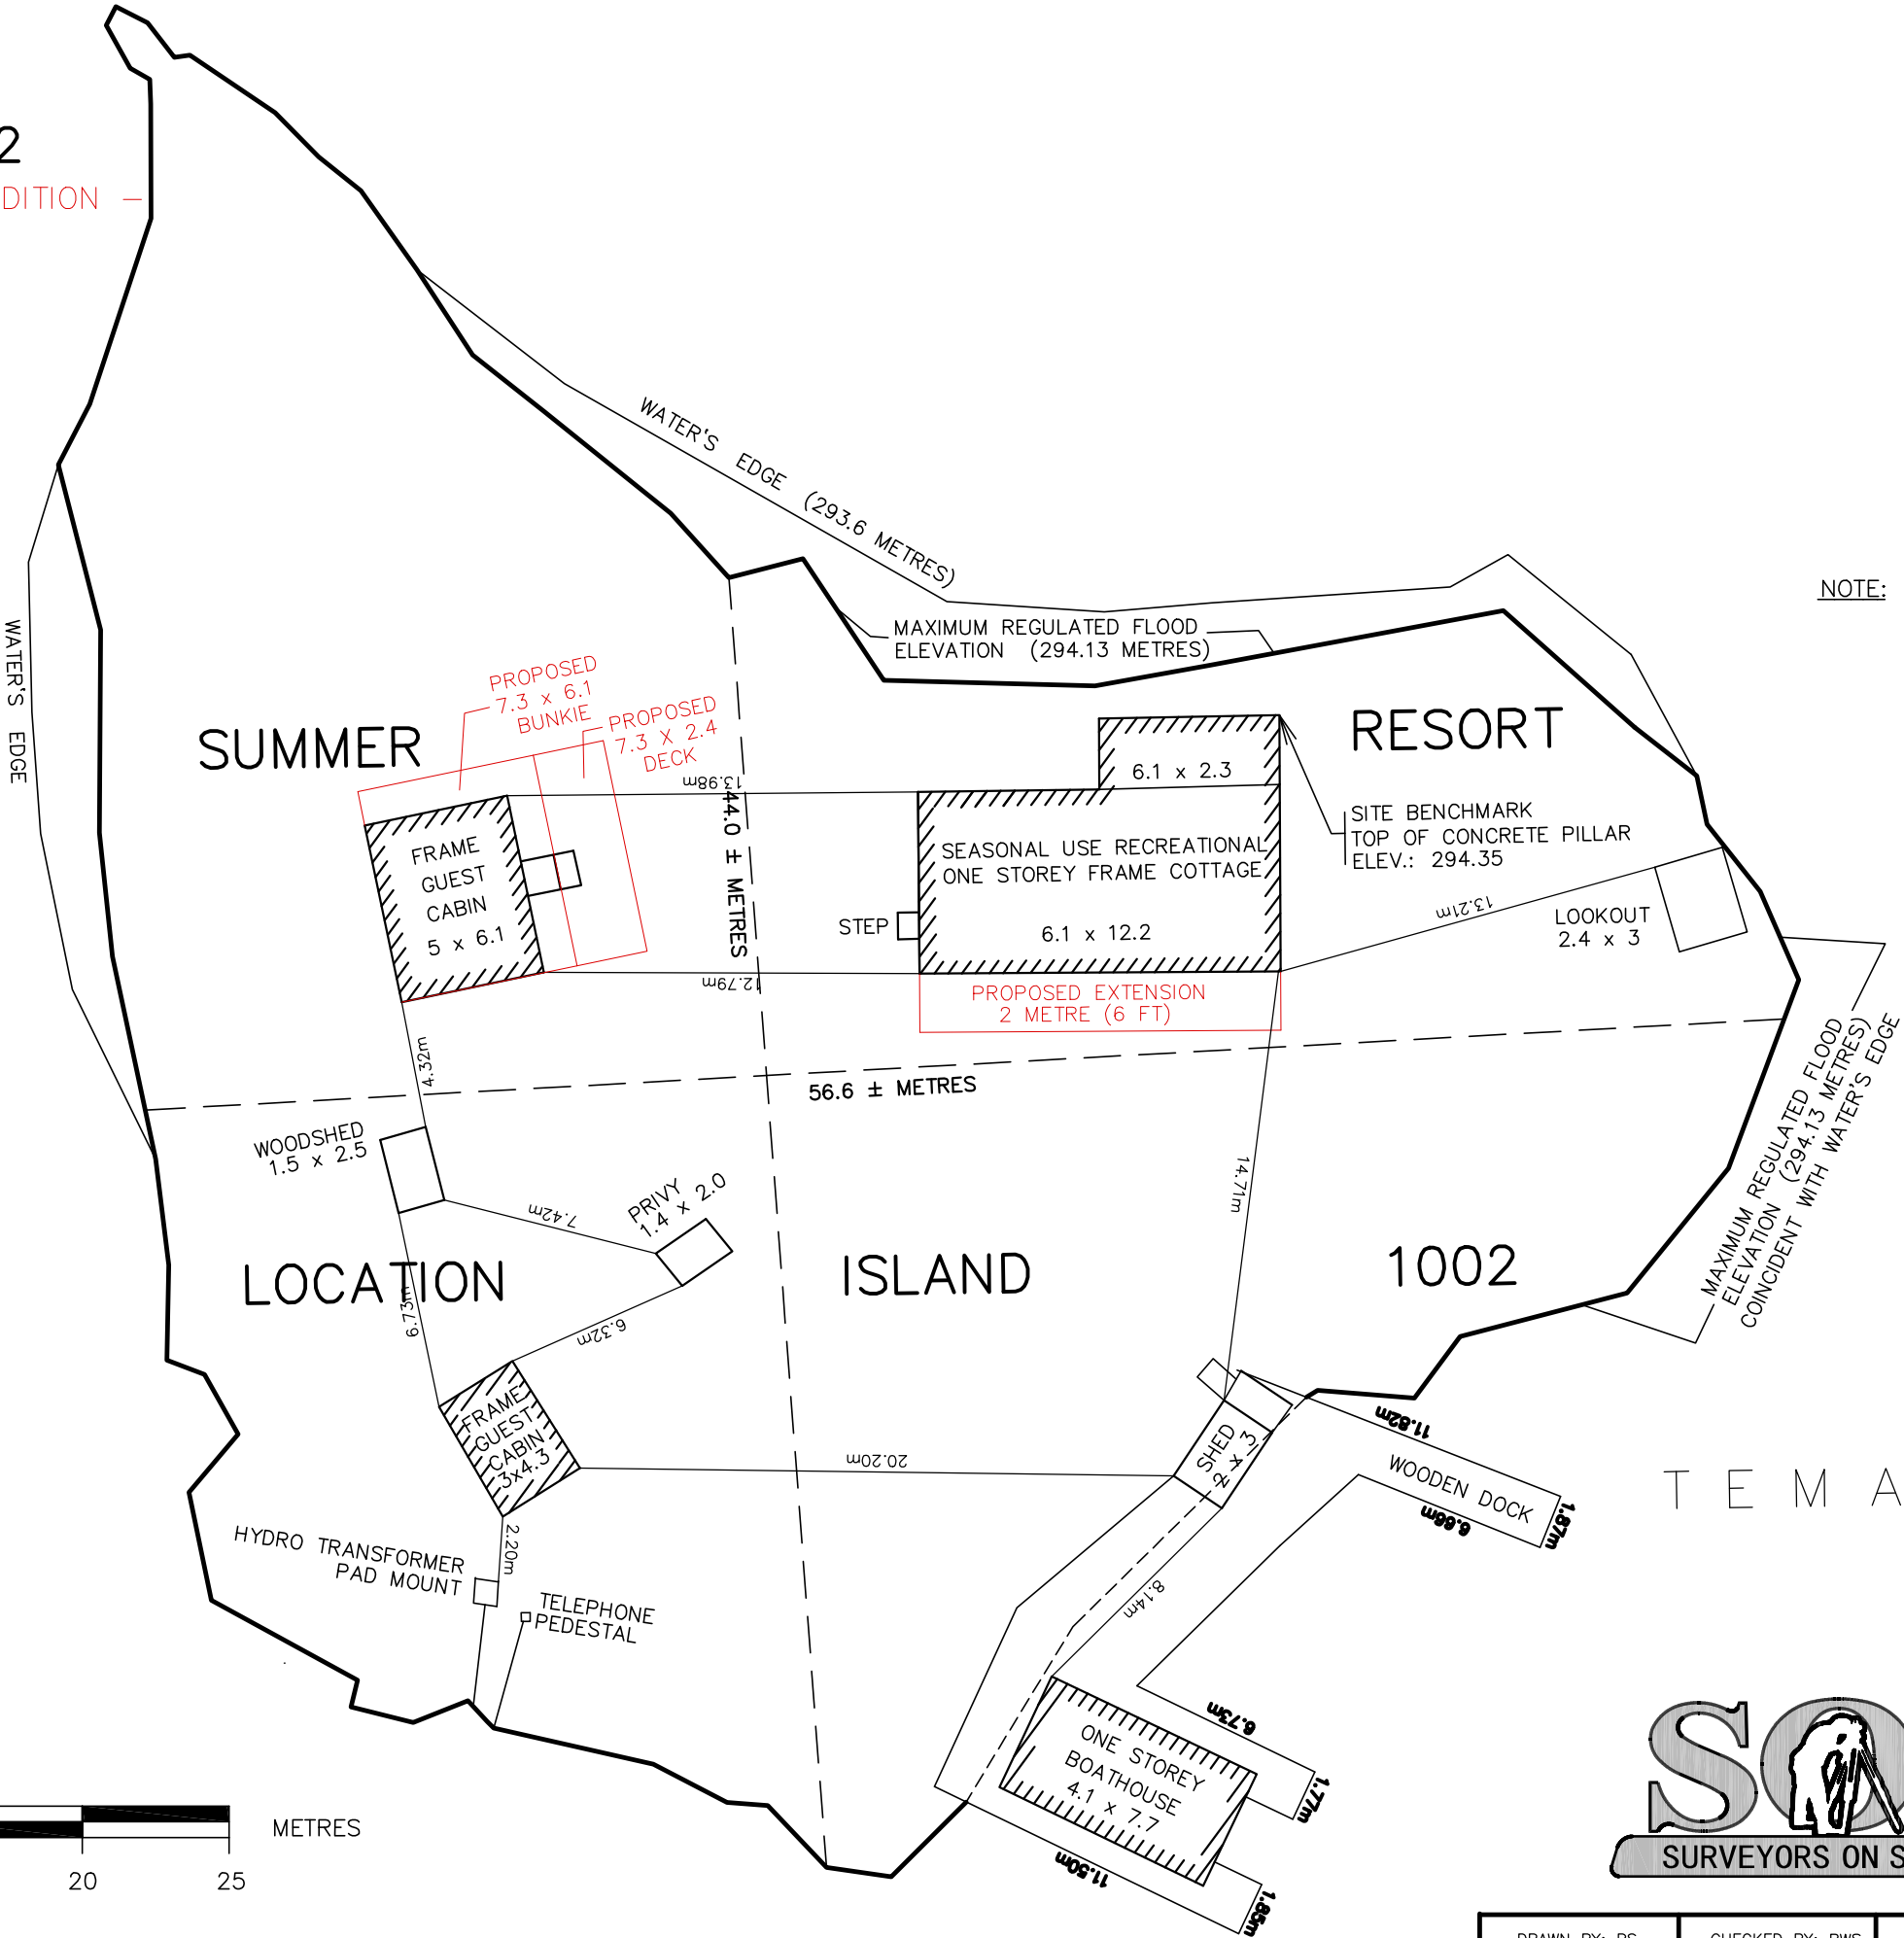 2
DITION
WATER'S EDGE (293.6 METRES)
NOTE:
MAXIMUM REGULATED FLOOD
ELEVATION (294.13 METRES)
WATER'S EDGE
PROPOSED
7.3 x 6.1
BUNKIE
PROPOSED
7.3 X 2.4
DECK
SUMMER
RESORT
13.98m
44.0 ± METRES
6.1 x 2.3
FRAME
GUEST
CABIN
5 x 6.1
SEASONAL USE RECREATIONAL
ONE STOREY FRAME COTTAGE
6.1 x 12.2
SITE BENCHMARK
TOP OF CONCRETE PILLAR
ELEV.: 294.35
STEP
13.21m
LOOKOUT
2.4 x 3
12.79m
PROPOSED EXTENSION
2 METRE (6 FT)
4.32m
56.6 ± METRES
MAXIMUM REGULATED FLOOD
ELEVATION (294.13 METRES)
COINCIDENT WITH WATER'S EDGE
WOODSHED
1.5 x 2.5
7.42m
PRIVY
1.4 x 2.0
14.71m
LOCATION
ISLAND
1002
6.73m
6.32m
FRAME
GUEST
CABIN
3x4.3
20.20m
SHED
2 x 3
11.82m
WOODEN DOCK
6.66m
1.87m
T E M A
HYDRO TRANSFORMER
PAD MOUNT
2.20m
TELEPHONE
PEDESTAL
8.14m
6.73m
1.77m
ONE STOREY
BOATHOUSE
4.1 x 7.7
11.50m
1.85m
METRES
20 25
SO
SURVEYORS ON S
DRAWN BY: PS CHECKED BY: RWS